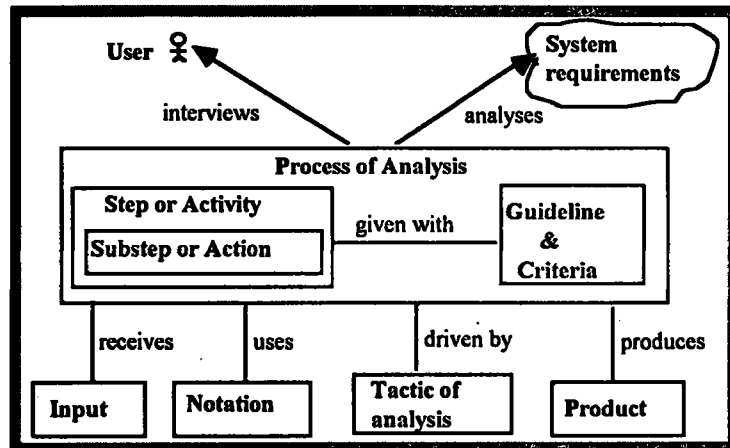 User
System
requirements
interviews
analyses
Process of Analysis
Step or Activity
Substep or Action
given with
Guideline
&
Criteria
receives
uses
driven by
produces
Input
Notation
Tactic of
analysis
Product